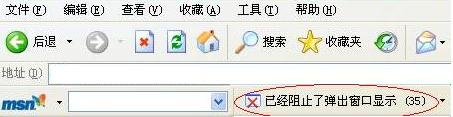 文件(F) 编辑(E) 查看(V) 收藏(A) 工具(T) 帮助(H)
后退 搜索 收藏夹
地址(D)
msn 已经阻止了弹出窗口显示 (35)